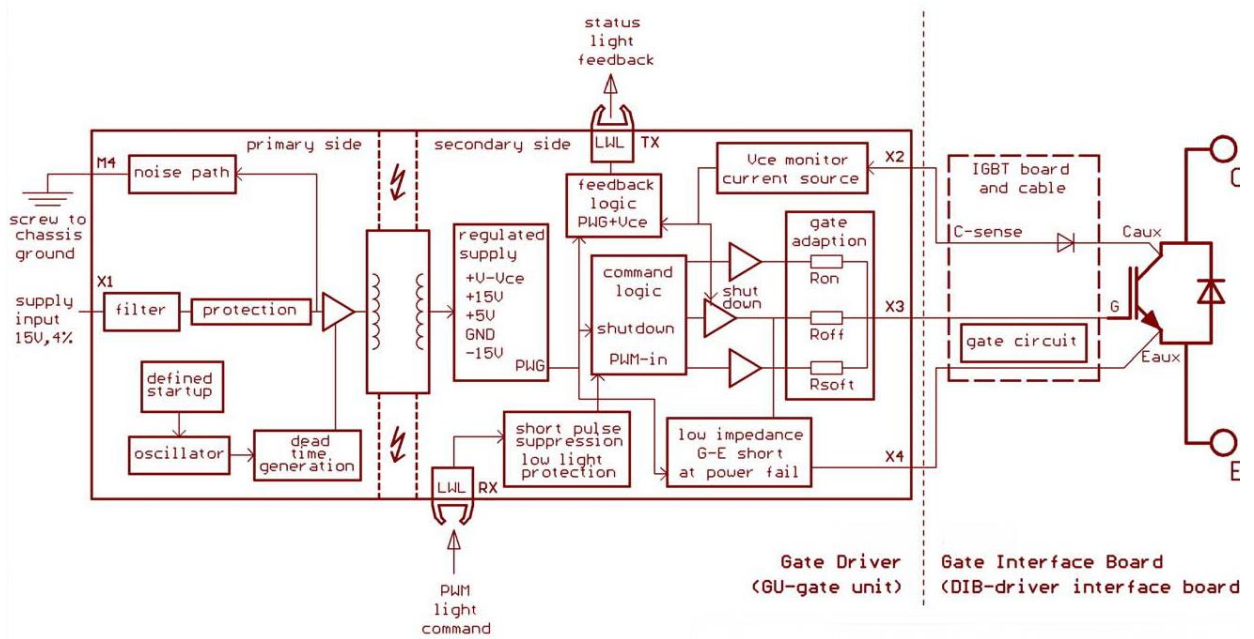 status
light
feedback
primary side
secondary side
LWL
TX
M4
noise path
screw to
chassis
ground
X1
supply
input
15V,4%
filter
protection
defined
startup
oscillator
dead
time
generation
regulated
supply
+V-Vce
+15V
+5V
GND
-15V
PWG
feedback
logic
PWG+Vce
Vce monitor
current source
X2
command
logic
shutdown
PWM-in
shut
down
gate
adaption
Ron
Roff
Rsoft
X3
short pulse
suppression
low light
protection
low impedance
G-E short
at power fail
X4
LWL
RX
PWM
light
command
IGBT board
and cable
C-sense
Caux
G
gate circuit
Eaux
C
E
Gate Driver
(GU-gate unit)
Gate Interface Board
(DIB-driver interface board